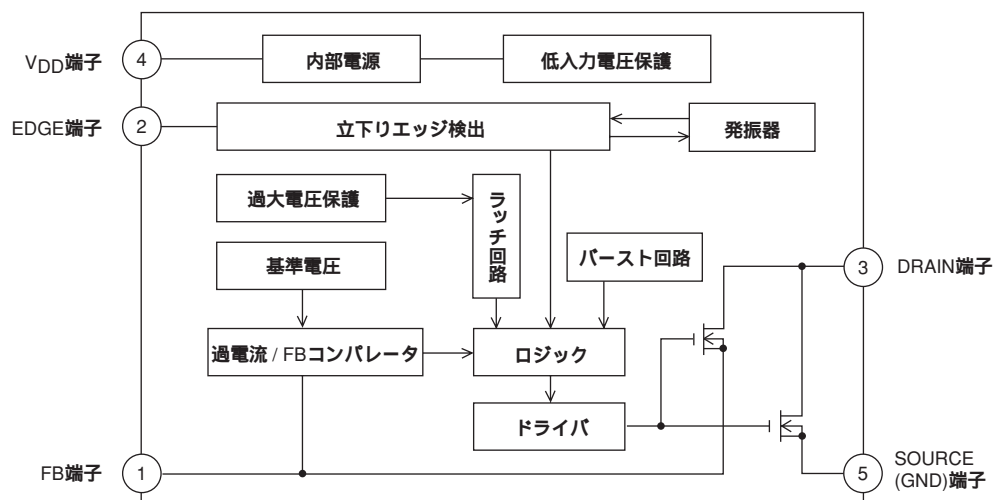 VDD端子
4
内部電源
低入力電圧保護
EDGE端子
2
立下りエッジ検出
発振器
過大電圧保護
ラッチ回路
基準電圧
バースト回路
3
DRAIN端子
過電流 / FBコンパレータ
ロジック
ドライバ
FB端子
1
5
SOURCE
(GND)端子